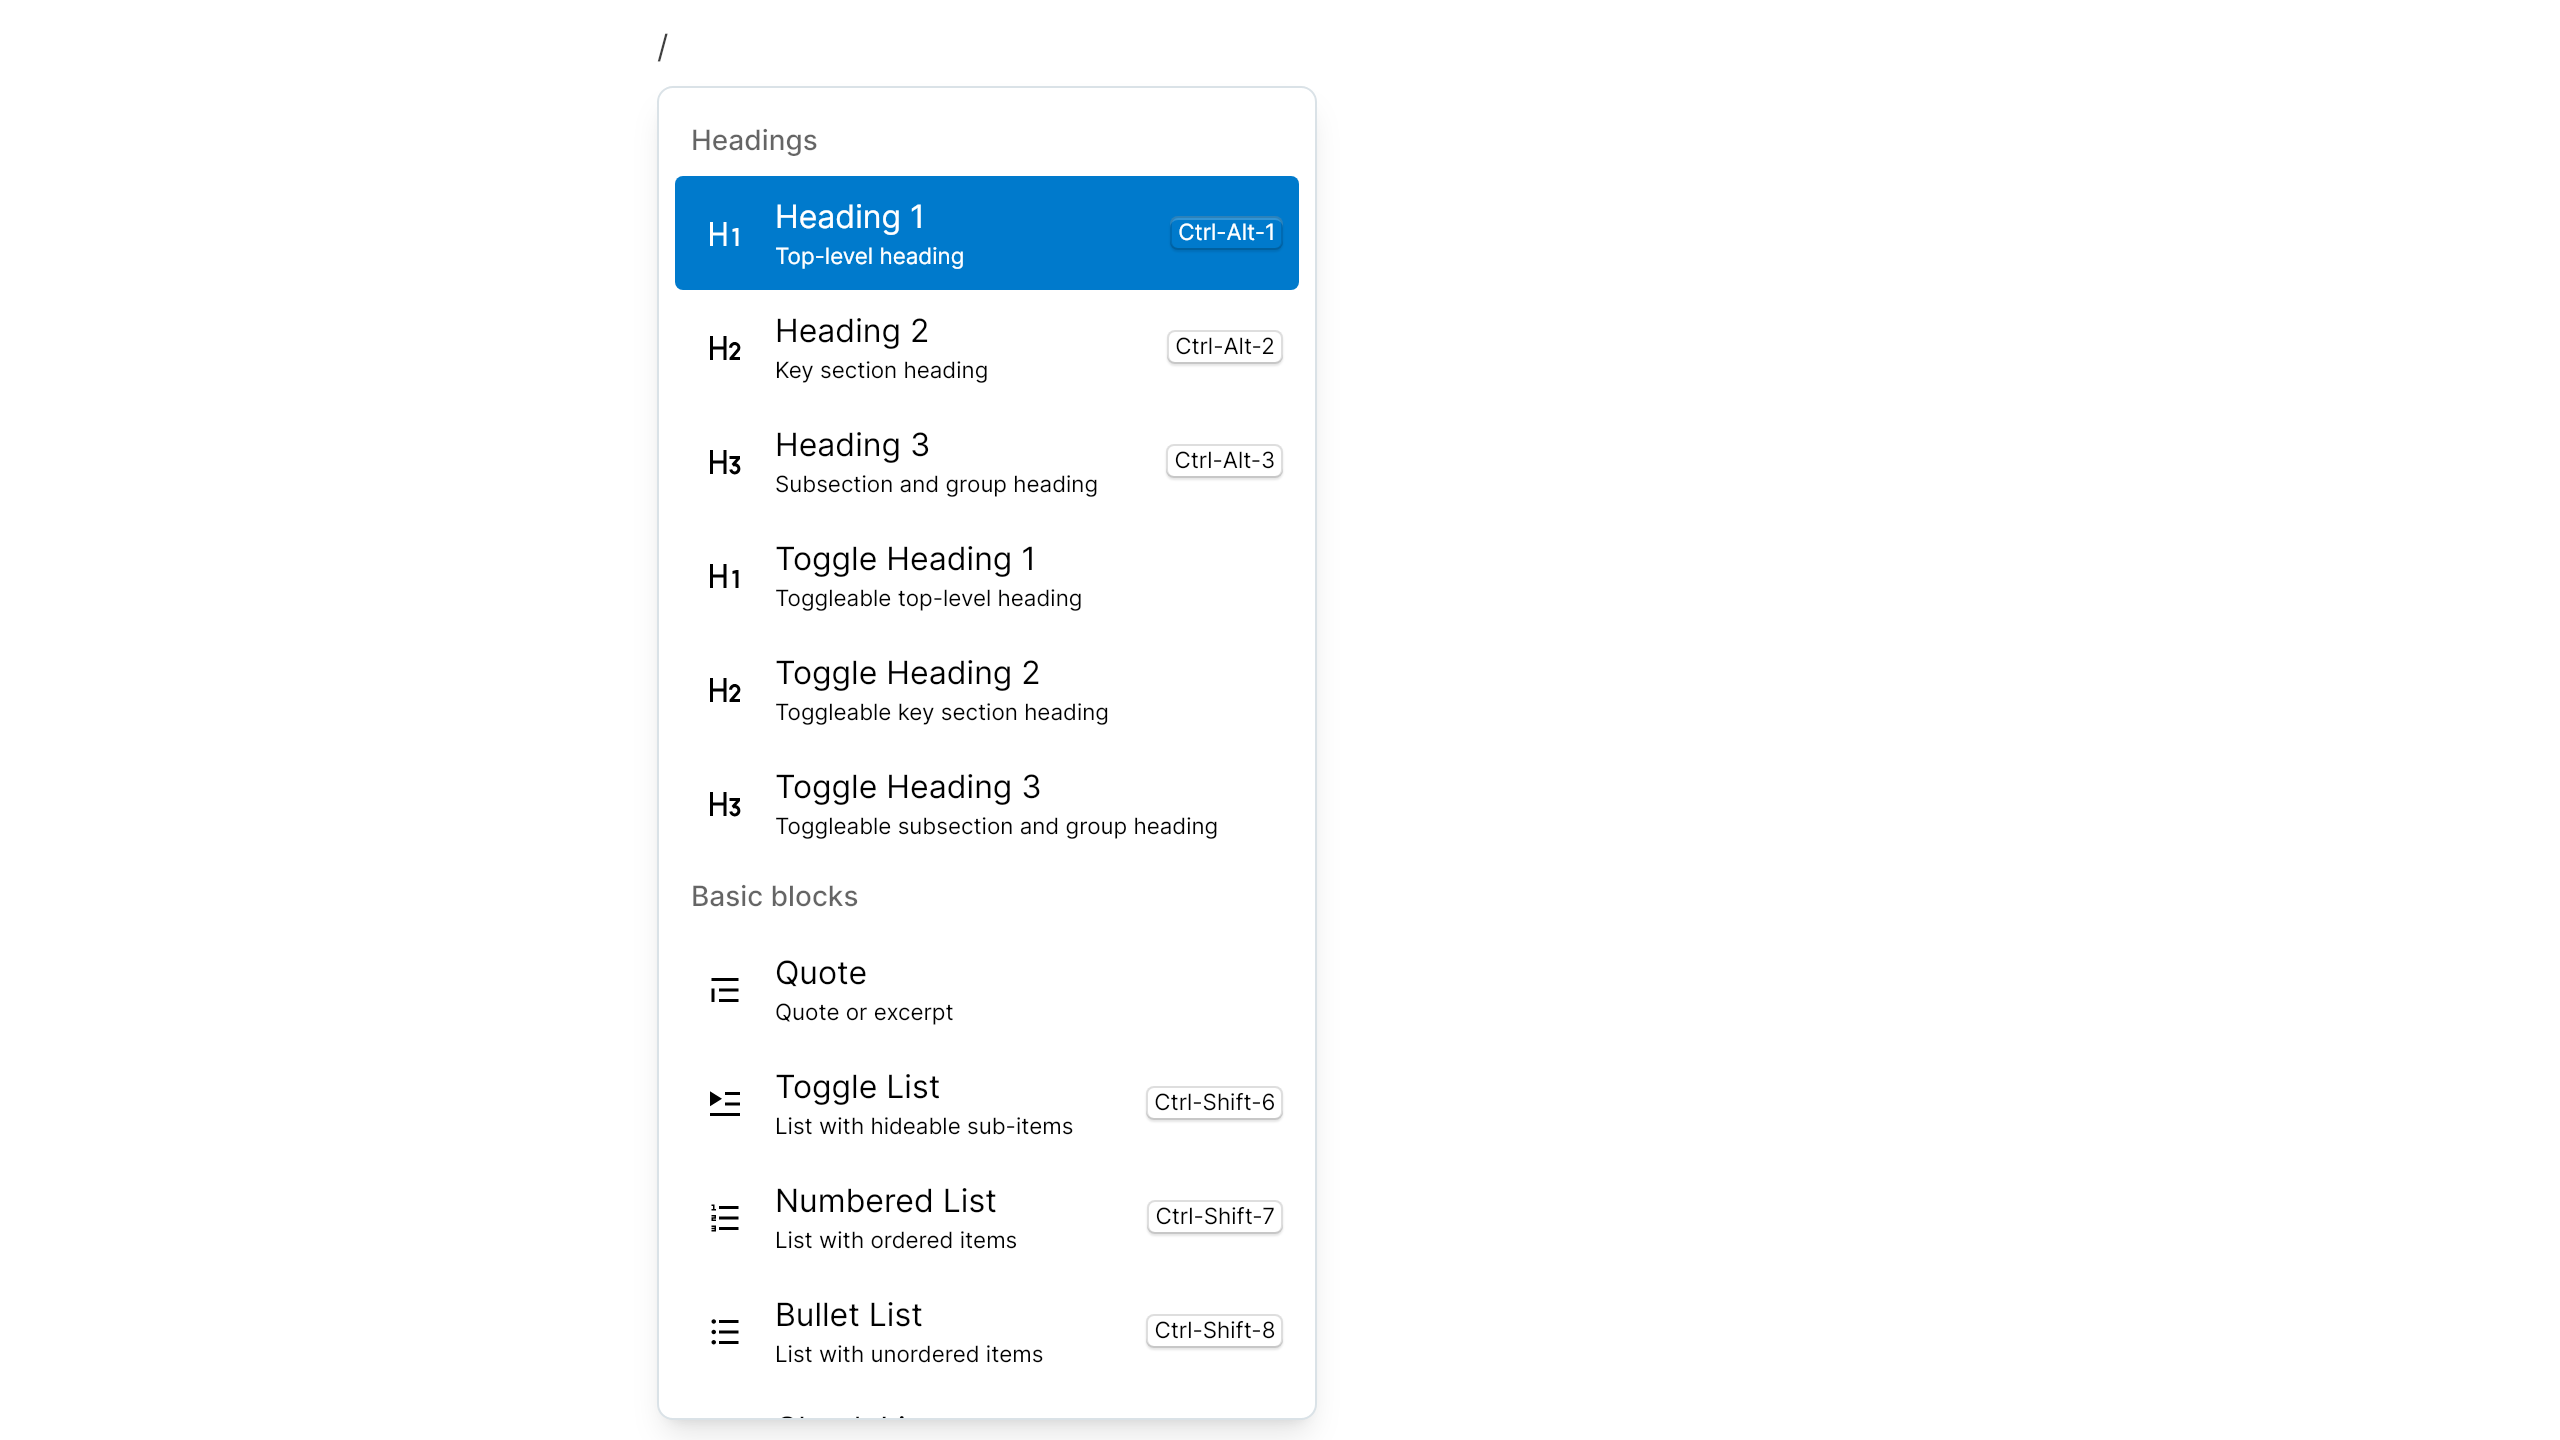 /
Headings
H1 Heading 1 Ctrl-Alt-1
Top-level heading
H2 Heading 2 Ctrl-Alt-2
Key section heading
H3 Heading 3 Ctrl-Alt-3
Subsection and group heading
H1 Toggle Heading 1
Toggleable top-level heading
H2 Toggle Heading 2
Toggleable key section heading
H3 Toggle Heading 3
Toggleable subsection and group heading
Basic blocks
Quote
Quote or excerpt
Toggle List Ctrl-Shift-6
List with hideable sub-items
Numbered List Ctrl-Shift-7
List with ordered items
Bullet List Ctrl-Shift-8
List with unordered items